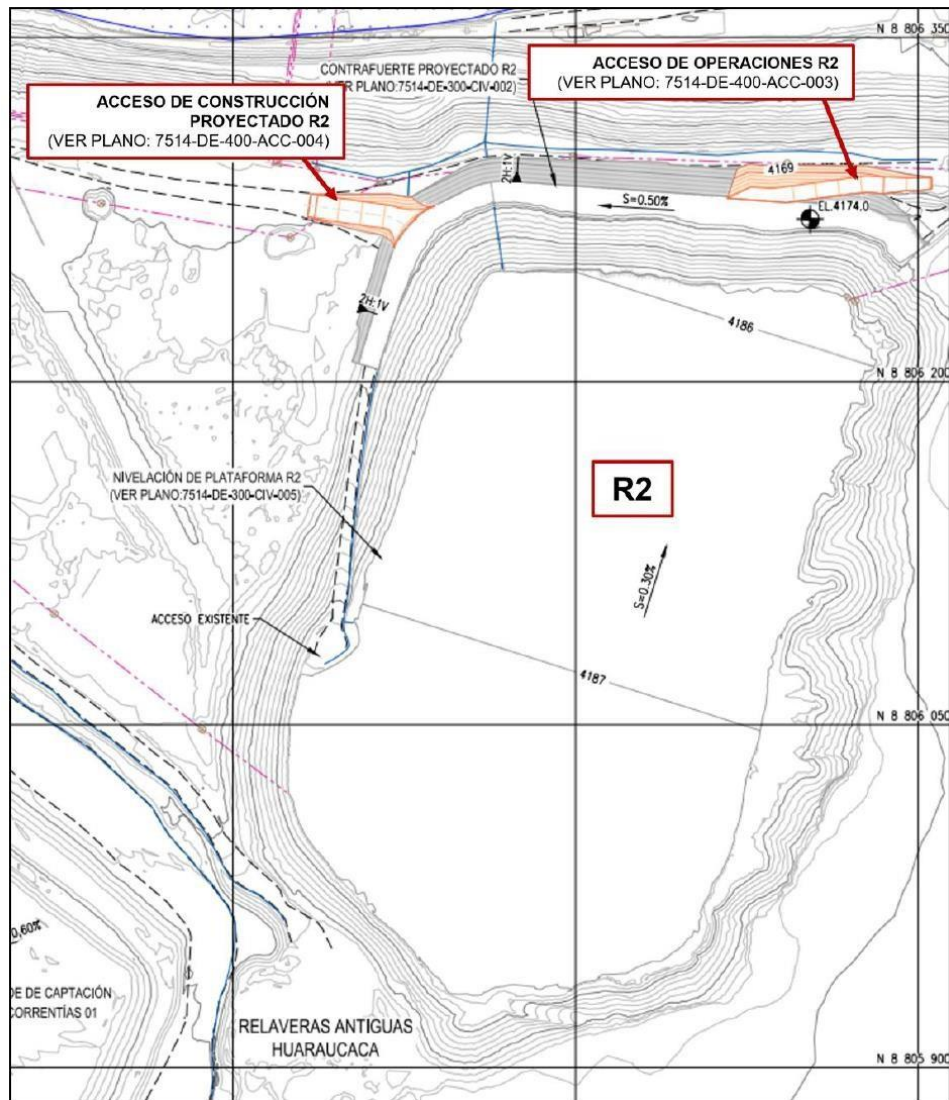 N 8 806 350
CONTRAFUERTE PROYECTADO R2
(VER PLANO:7514-DE-300-CIV-002)
ACCESO DE OPERACIONES R2
(VER PLANO: 7514-DE-400-ACC-003)
ACCESO DE CONSTRUCCIÓN
PROYECTADO R2
(VER PLANO: 7514-DE-400-ACC-004)
4169
2H:1V
S=0.50%
EL.4174.0
2H:1V
4186
N 8 806 200
NIVELACIÓN DE PLATAFORMA R2
(VER PLANO:7514-DE-300-CIV-005)
R2
S=0.30%
ACCESO EXISTENTE
4187
N 8 806 050
0,60%
DE CAPTACIÓN
01
RELAVERAS ANTIGUAS
HUARAUCACA
N 8 805 900